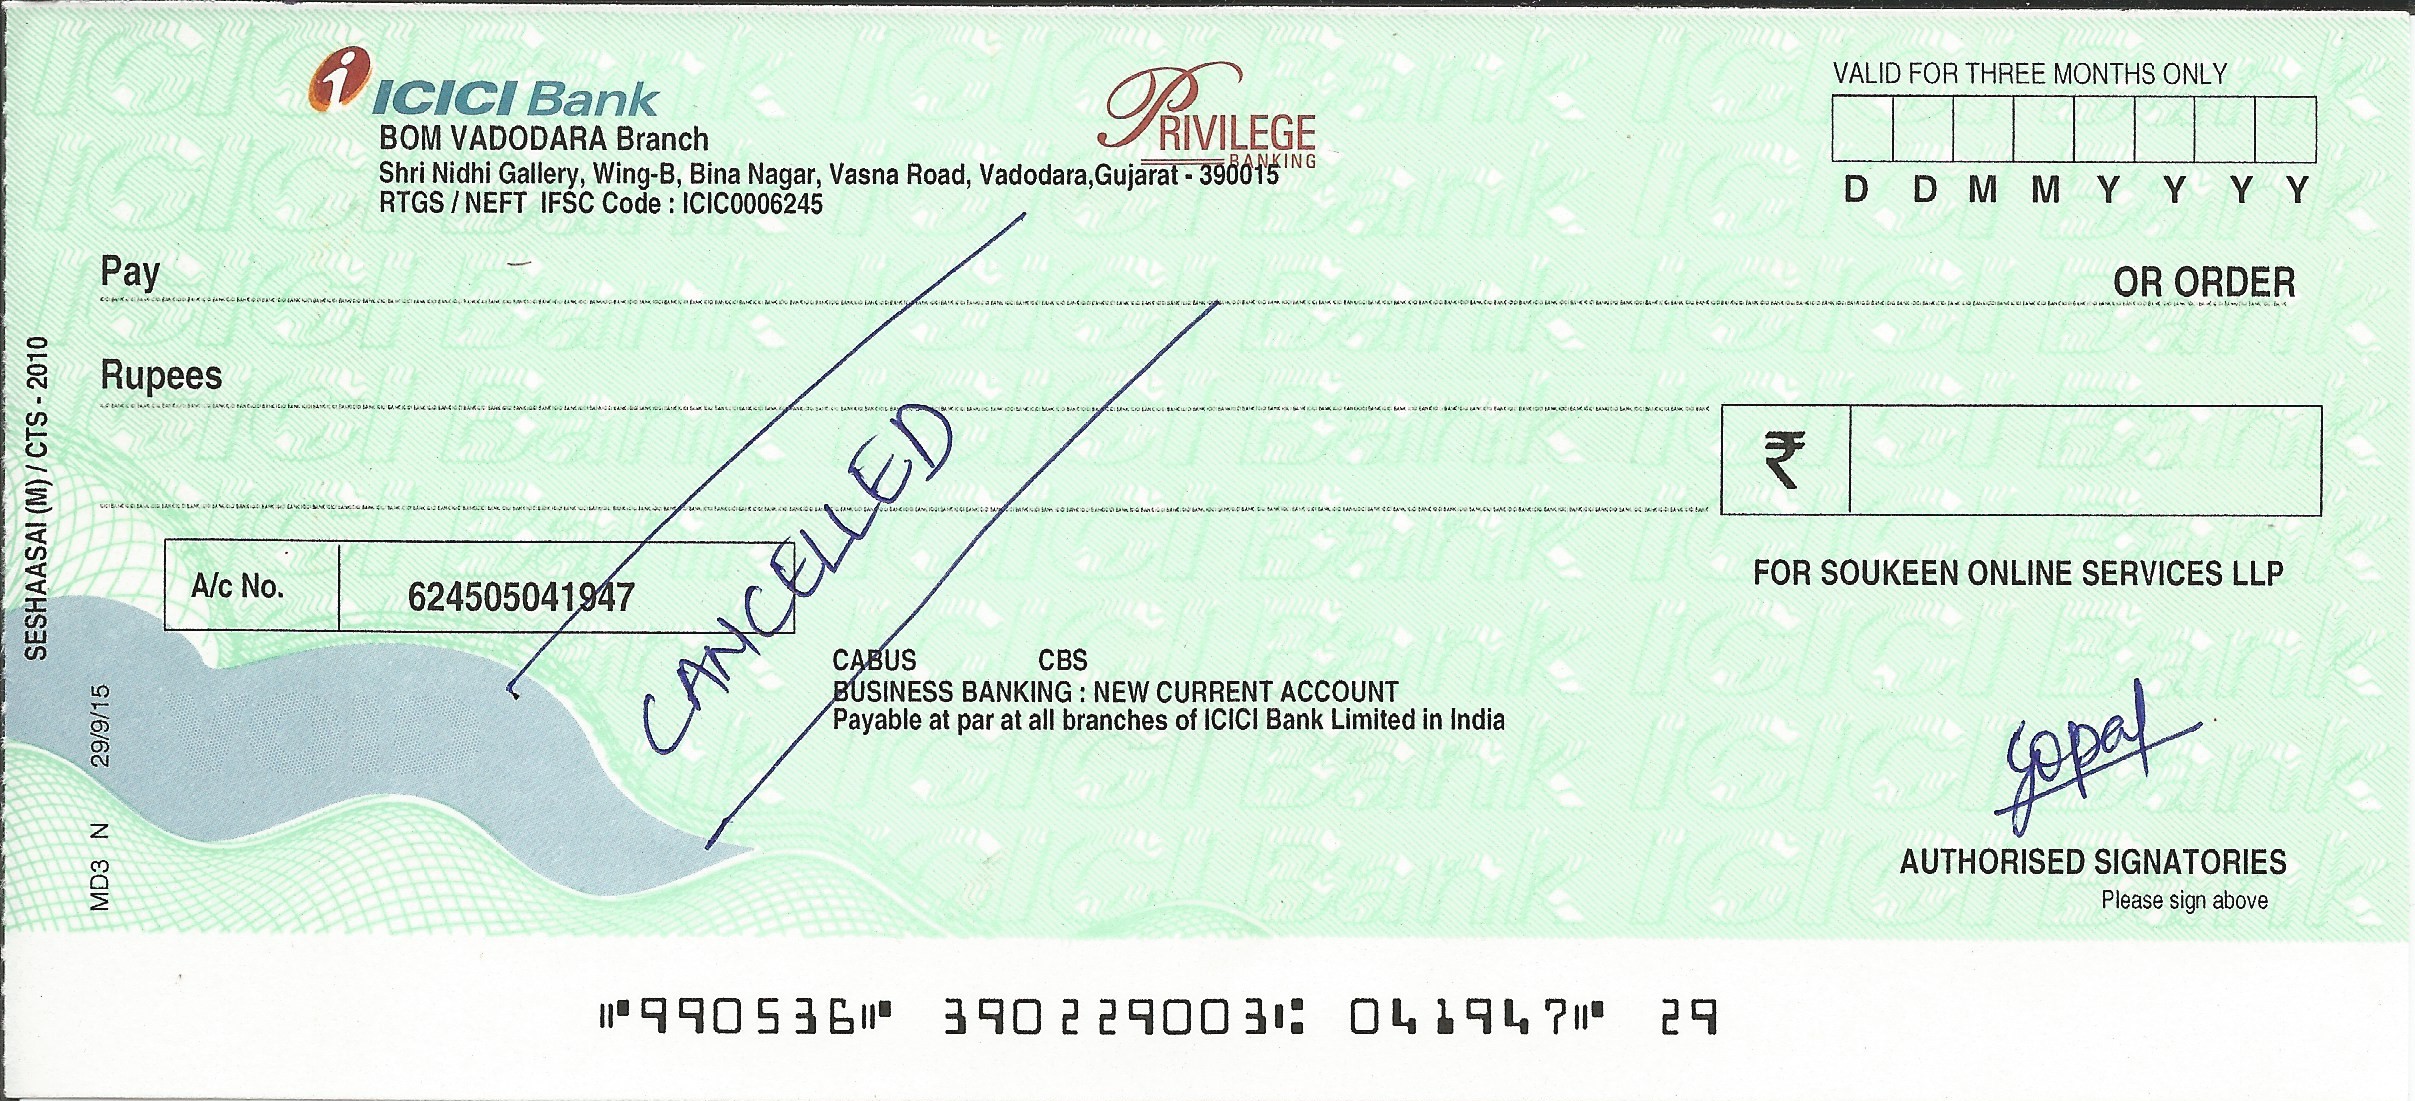 ICICI Bank
PRIVILEGE
BANKING
VALID FOR THREE MONTHS ONLY
D D M M Y Y Y Y
BOM VADODARA Branch
Shri Nidhi Gallery, Wing-B, Bina Nagar, Vasna Road, Vadodara,Gujarat - 390015
RTGS / NEFT IFSC Code : ICIC0006245
Pay
OR ORDER
Rupees
₹
A/c No. 624505041947
CANCELLED
FOR SOUKEEN ONLINE SERVICES LLP
CABUS CBS
BUSINESS BANKING : NEW CURRENT ACCOUNT
Payable at par at all branches of ICICI Bank Limited in India
gopal
AUTHORISED SIGNATORIES
Please sign above
SESHAASAI (M) / CTS - 2010
MD3 N 29/9/15
⑈990536⑈ 390229003⑆ 041947⑈ 29